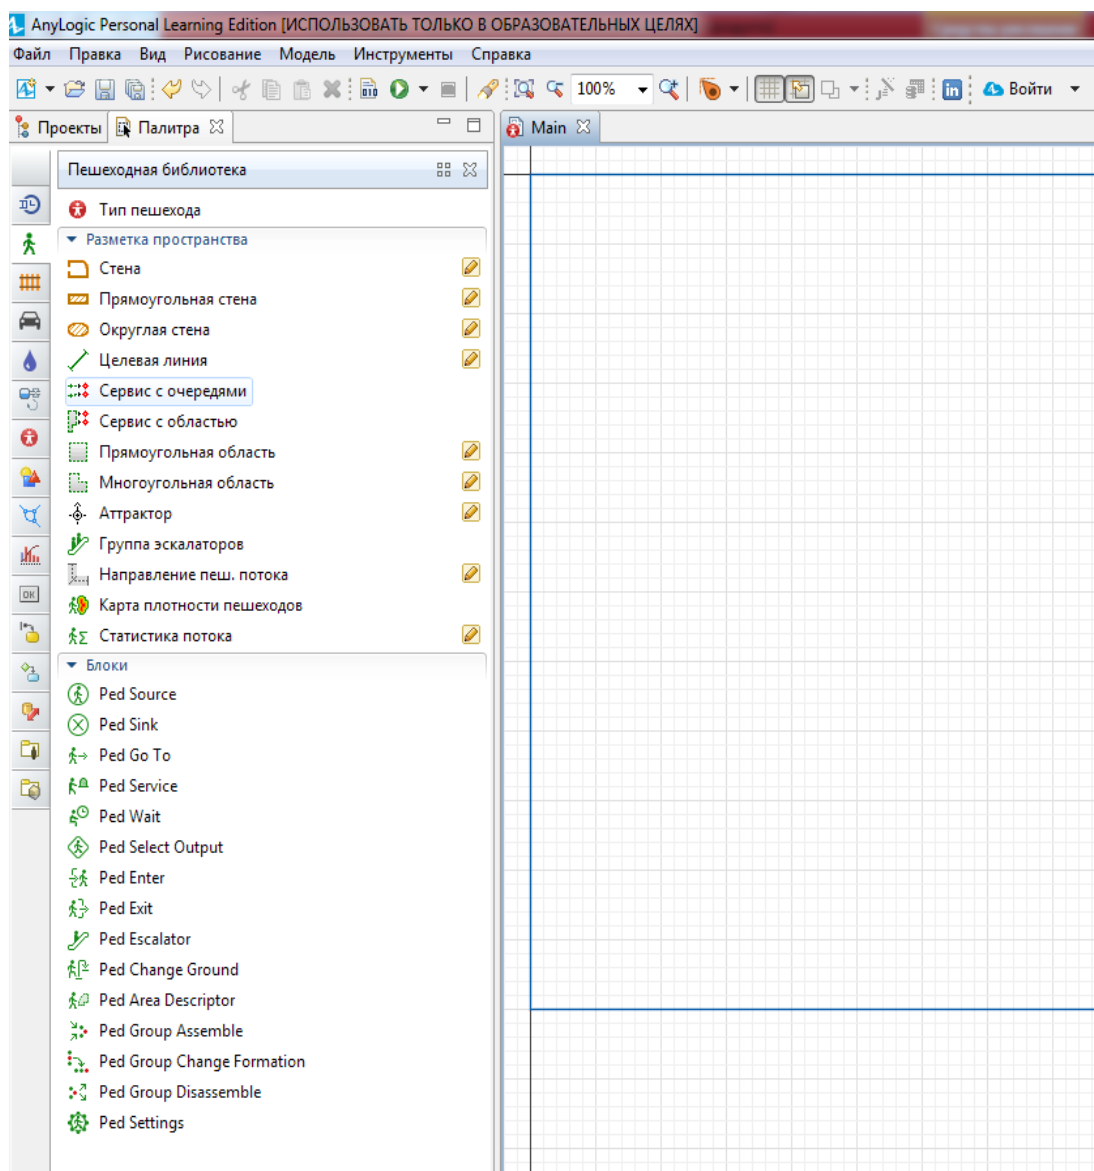 AnyLogic Personal Learning Edition [ИСПОЛЬЗОВАТЬ ТОЛЬКО В ОБРАЗОВАТЕЛЬНЫХ ЦЕЛЯХ]
Файл Правка Вид Рисование Модель Инструменты Справка
100% in Войти
Проекты Палитра Main
Пешеходная библиотека
Тип пешехода
Разметка пространства
Стена
Прямоугольная стена
Округлая стена
Целевая линия
Сервис с очередями
Сервис с областью
Прямоугольная область
Многоугольная область
Аттрактор
Группа эскалаторов
Направление пеш. потока
OK
Карта плотности пешеходов
Статистика потока
Блоки
Ped Source
Ped Sink
Ped Go To
Ped Service
Ped Wait
Ped Select Output
Ped Enter
Ped Exit
Ped Escalator
Ped Change Ground
Ped Area Descriptor
Ped Group Assemble
Ped Group Change Formation
Ped Group Disassemble
Ped Settings